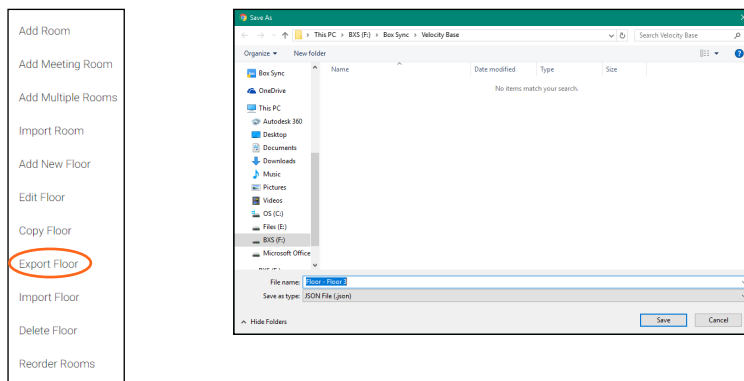 Add Room
Add Meeting Room
Add Multiple Rooms
Import Room
Add New Floor
Edit Floor
Copy Floor
Export Floor
Import Floor
Delete Floor
Reorder Rooms
Save As
This PC > BXS (F:) > Box Sync > Velocity Base
Search Velocity Base
Organize
New folder
Name Date modified Type Size
No items match your search.
Box Sync
OneDrive
This PC
Autodesk 360
Desktop
Documents
Downloads
Music
Pictures
Videos
OS (C:)
Files (E:)
BXS (F:)
Microsoft Office
File name: Floor - Floor 3
Save as type: JSON File (.json)
Hide Folders
Save Cancel